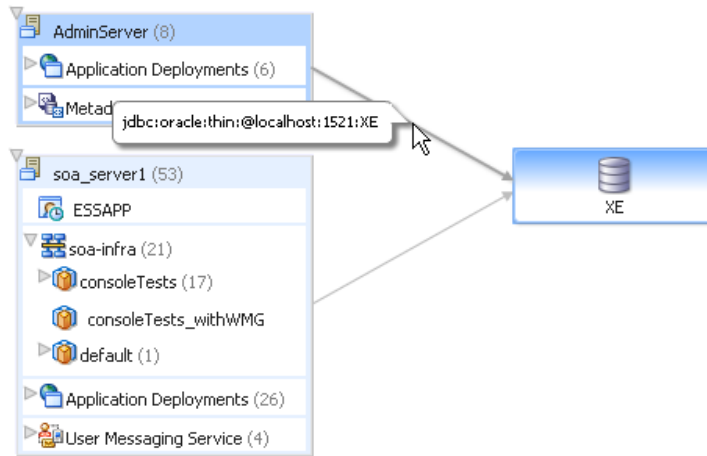 AdminServer (8)
Application Deployments (6)
Metad
jdbc:oracle:thin:@localhost:1521:XE
soa_server1 (53)
ESSAPP
soa-infra (21)
consoleTests (17)
consoleTests_withWMG
default (1)
Application Deployments (26)
User Messaging Service (4)
XE